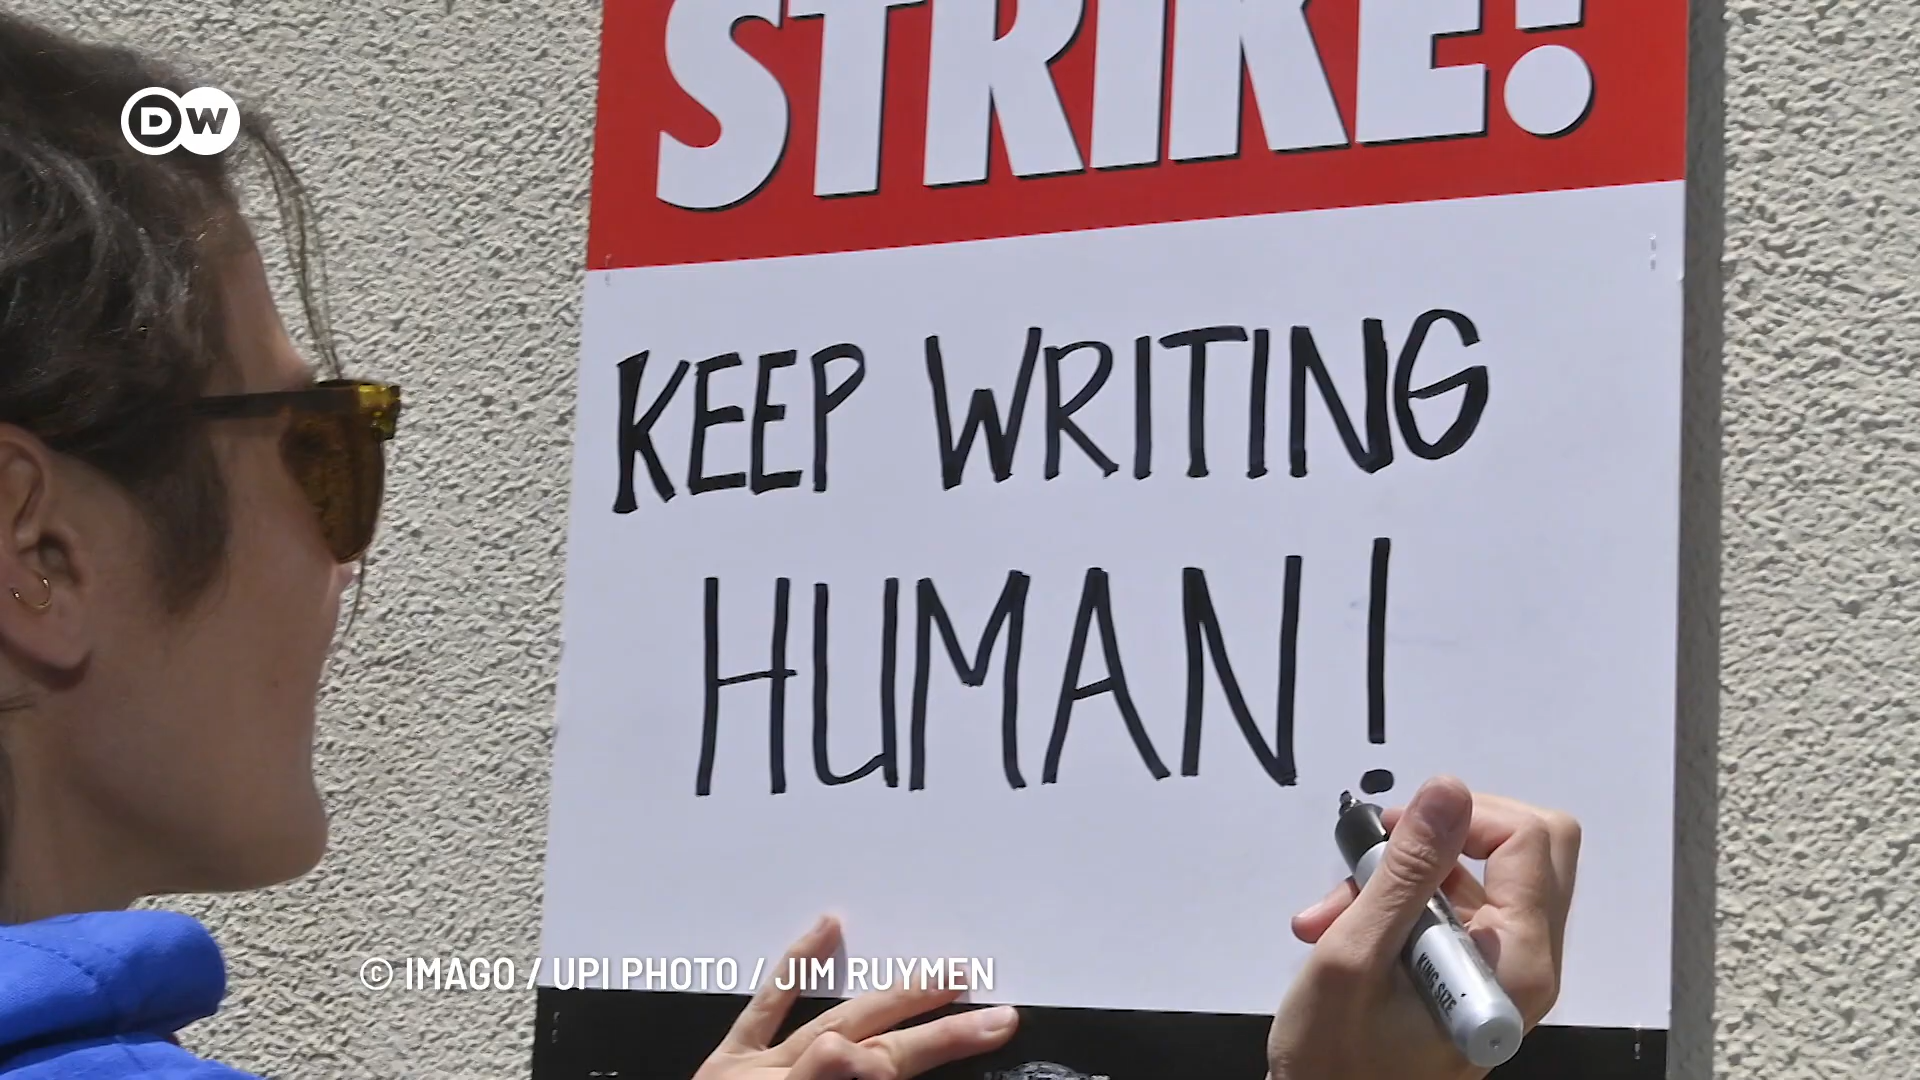 DW
STRIKE!
KEEP WRITING
HUMAN!
KING SIZE
© IMAGO / UPI PHOTO / JIM RUYMEN